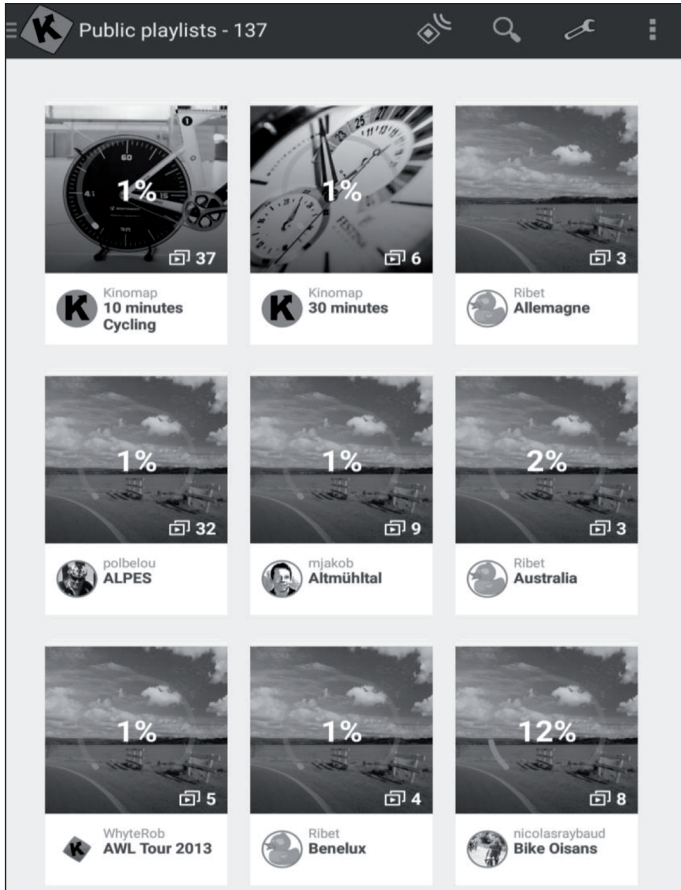 Public playlists - 137
1%
37
Kinomap
10 minutes
Cycling
1%
6
Kinomap
30 minutes
3
Ribet
Allemagne
1%
32
polbelou
ALPES
1%
9
mjakob
Altmühltal
2%
3
Ribet
Australia
1%
5
WhyteRob
AWL Tour 2013
1%
4
Ribet
Benelux
12%
8
nicolasraybaud
Bike Oisans